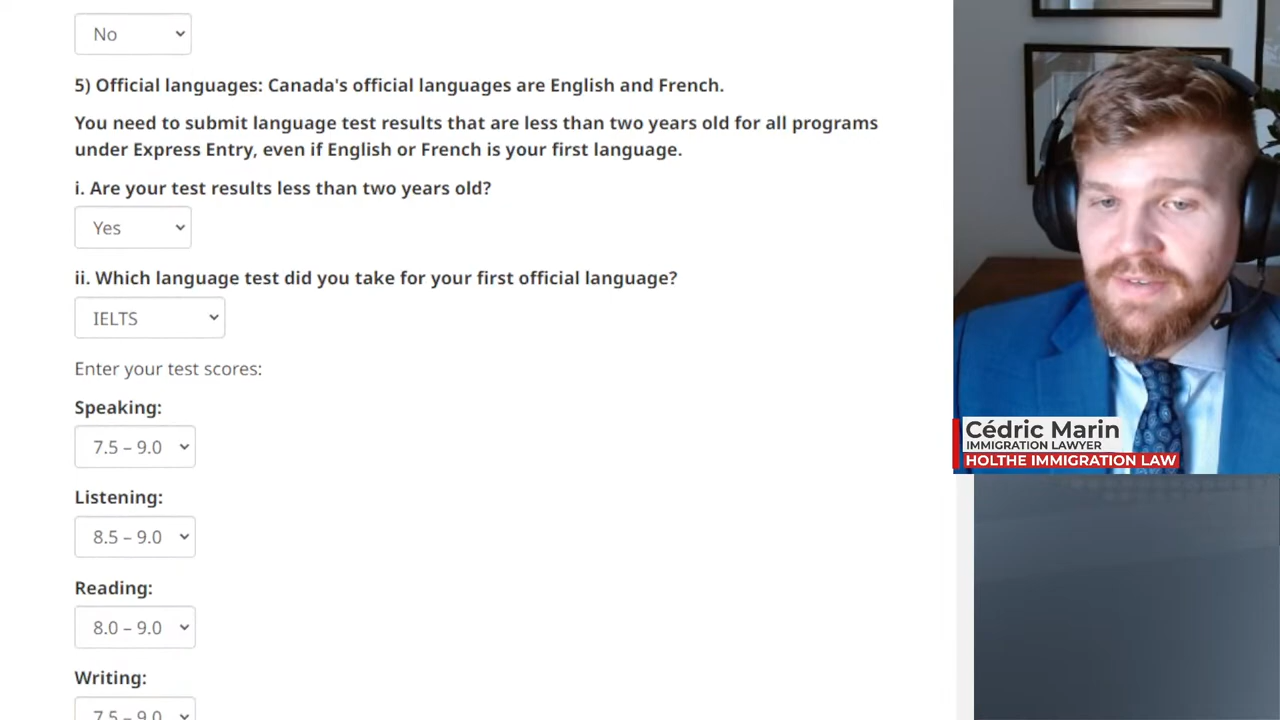 No
5) Official languages: Canada's official languages are English and French.
You need to submit language test results that are less than two years old for all programs
under Express Entry, even if English or French is your first language.
i. Are your test results less than two years old?
Yes
ii. Which language test did you take for your first official language?
IELTS
Enter your test scores:
Speaking:
7.5 – 9.0
Listening:
8.5 – 9.0
Reading:
8.0 – 9.0
Writing:
7.5 – 9.0
Cédric Marin
IMMIGRATION LAWYER
HOLTHE IMMIGRATION LAW